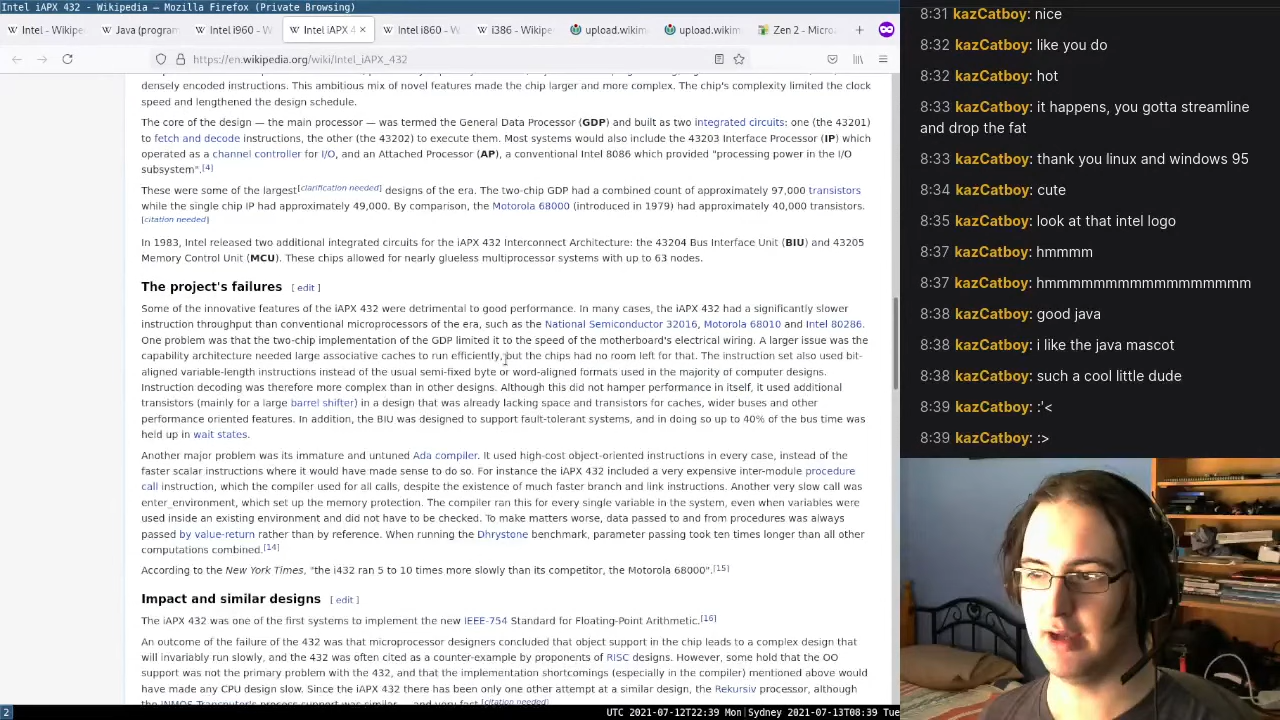 Intel iAPX 432 - Wikipedia — Mozilla Firefox (Private Browsing)
Intel - Wikipe
Java (progran
Intel i960 - W
Intel iAPX 4
Intel i860 - W
i386 - Wikipe
upload.wikim
upload.wikim
Zen 2 - Micro
https://en.wikipedia.org/wiki/Intel_iAPX_432
densely encoded instructions. This ambitious mix of novel features made the chip larger and more complex. The chip's complexity limited the clock
speed and lengthened the design schedule.
The core of the design — the main processor — was termed the General Data Processor (GDP) and built as two integrated circuits: one (the 43201)
to fetch and decode instructions, the other (the 43202) to execute them. Most systems would also include the 43203 Interface Processor (IP) which
operated as a channel controller for I/O, and an Attached Processor (AP), a conventional Intel 8086 which provided "processing power in the I/O
subsystem".[4]
These were some of the largest[clarification needed] designs of the era. The two-chip GDP had a combined count of approximately 97,000 transistors
while the single chip IP had approximately 49,000. By comparison, the Motorola 68000 (introduced in 1979) had approximately 40,000 transistors.
[citation needed]
In 1983, Intel released two additional integrated circuits for the iAPX 432 Interconnect Architecture: the 43204 Bus Interface Unit (BIU) and 43205
Memory Control Unit (MCU). These chips allowed for nearly glueless multiprocessor systems with up to 63 nodes.
The project's failures [ edit ]
Some of the innovative features of the iAPX 432 were detrimental to good performance. In many cases, the iAPX 432 had a significantly slower
instruction throughput than conventional microprocessors of the era, such as the National Semiconductor 32016, Motorola 68010 and Intel 80286.
One problem was that the two-chip implementation of the GDP limited it to the speed of the motherboard's electrical wiring. A larger issue was the
capability architecture needed large associative caches to run efficiently, but the chips had no room left for that. The instruction set also used bit-
aligned variable-length instructions instead of the usual semi-fixed byte or word-aligned formats used in the majority of computer designs.
Instruction decoding was therefore more complex than in other designs. Although this did not hamper performance in itself, it used additional
transistors (mainly for a large barrel shifter) in a design that was already lacking space and transistors for caches, wider buses and other
performance oriented features. In addition, the BIU was designed to support fault-tolerant systems, and in doing so up to 40% of the bus time was
held up in wait states.
Another major problem was its immature and untuned Ada compiler. It used high-cost object-oriented instructions in every case, instead of the
faster scalar instructions where it would have made sense to do so. For instance the iAPX 432 included a very expensive inter-module procedure
call instruction, which the compiler used for all calls, despite the existence of much faster branch and link instructions. Another very slow call was
enter_environment, which set up the memory protection. The compiler ran this for every single variable in the system, even when variables were
used inside an existing environment and did not have to be checked. To make matters worse, data passed to and from procedures was always
passed by value-return rather than by reference. When running the Dhrystone benchmark, parameter passing took ten times longer than all other
computations combined.[14]
According to the New York Times, "the i432 ran 5 to 10 times more slowly than its competitor, the Motorola 68000".[15]
Impact and similar designs [ edit ]
The iAPX 432 was one of the first systems to implement the new IEEE-754 Standard for Floating-Point Arithmetic.[16]
An outcome of the failure of the 432 was that microprocessor designers concluded that object support in the chip leads to a complex design that
will invariably run slowly, and the 432 was often cited as a counter-example by proponents of RISC designs. However, some hold that the OO
support was not the primary problem with the 432, and that the implementation shortcomings (especially in the compiler) mentioned above would
have made any CPU design slow. Since the iAPX 432 there has been only one other attempt at a similar design, the Rekursiv processor, although
the INMOS Transputer's process support was similar — and very fast.[citation needed]
2
UTC 2021-07-12T22:39 Mon Sydney 2021-07-13T08:39 Tue
8:31 kazCatboy: nice
8:32 kazCatboy: like you do
8:32 kazCatboy: hot
8:33 kazCatboy: it happens, you gotta streamline
and drop the fat
8:33 kazCatboy: thank you linux and windows 95
8:34 kazCatboy: cute
8:35 kazCatboy: look at that intel logo
8:37 kazCatboy: hmmmm
8:37 kazCatboy: hmmmmmmmmmmmmmmmmm
8:38 kazCatboy: good java
8:38 kazCatboy: i like the java mascot
8:38 kazCatboy: such a cool little dude
8:39 kazCatboy: :'<
8:39 kazCatboy: :>